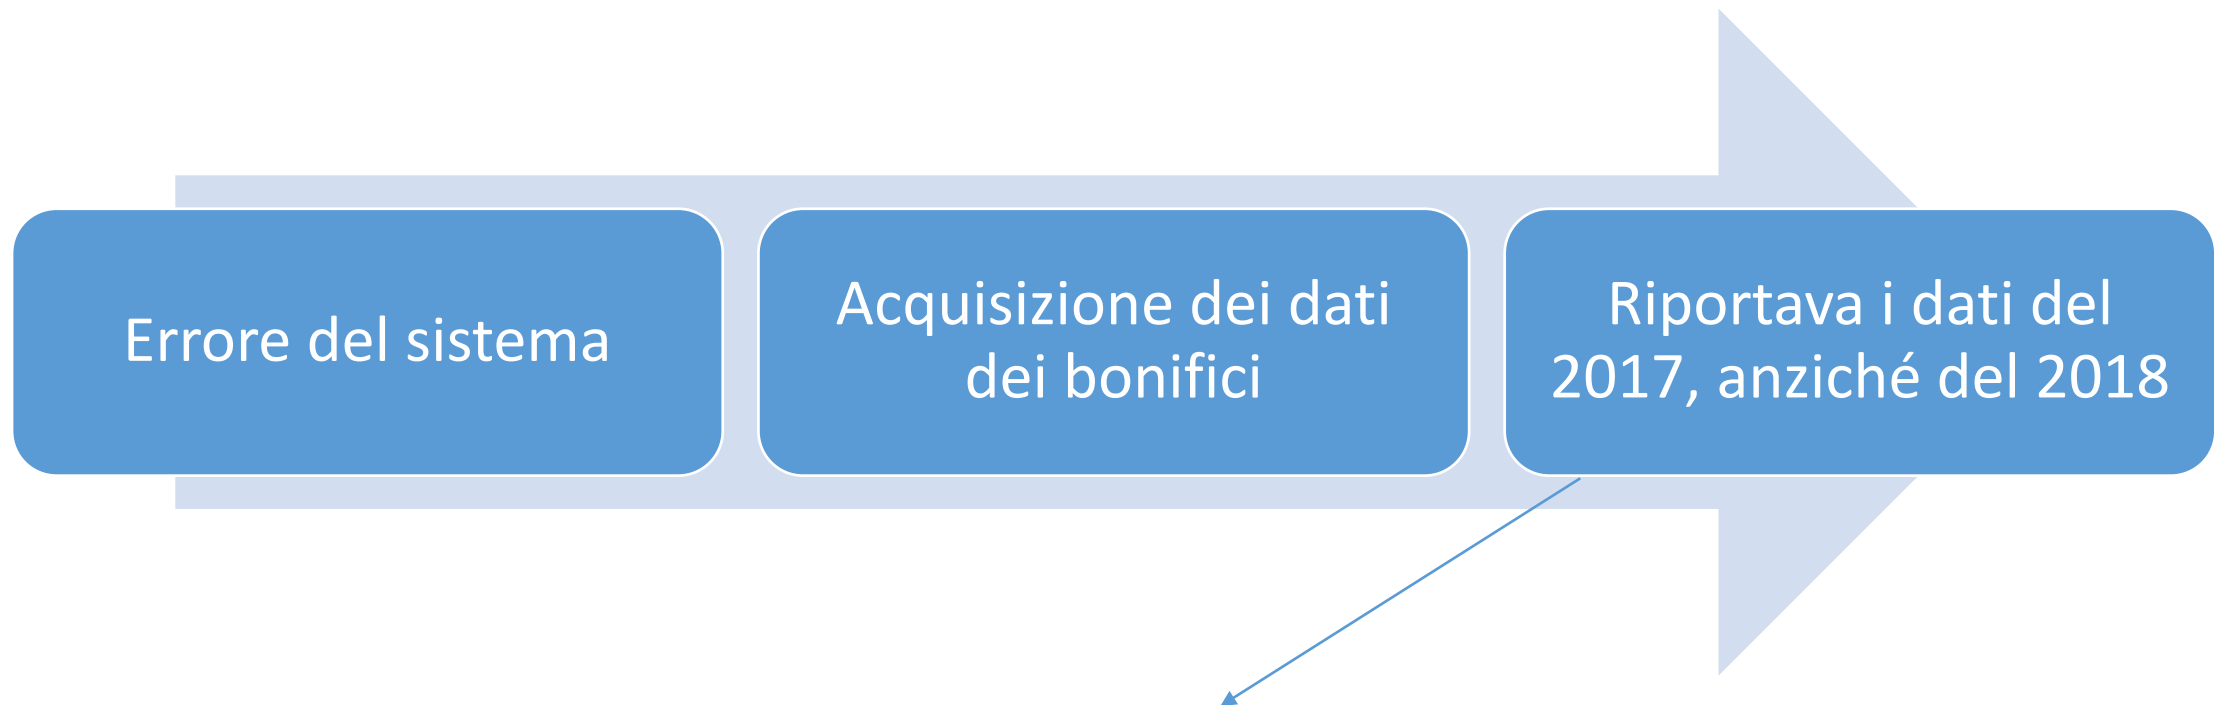 Errore del sistema
Acquisizione dei dati
dei bonifici
Riportava i dati del
2017, anziché del 2018